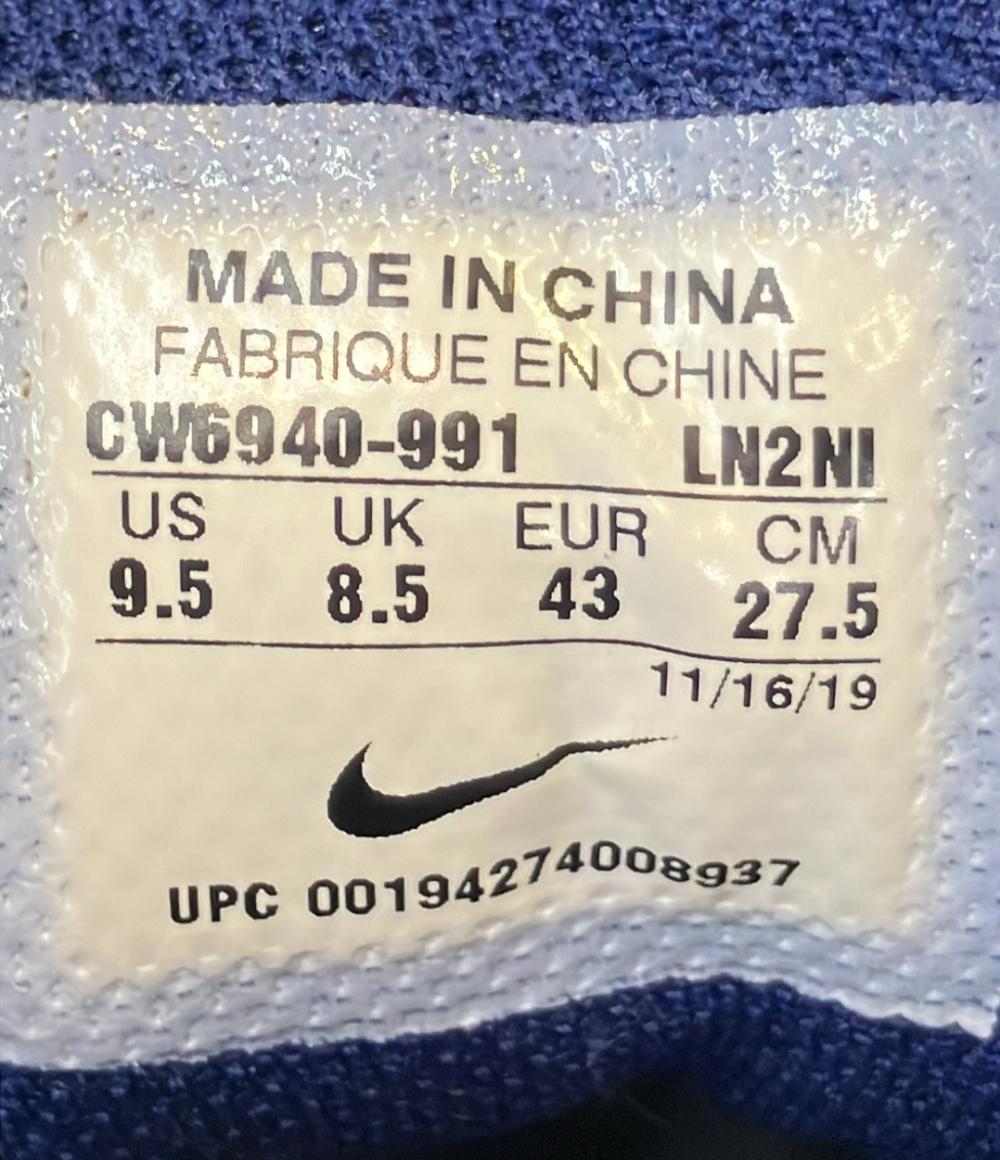 MADE IN CHINA
FABRIQUE EN CHINE
CW6940-991 LN2NI
US UK EUR CM
9.5 8.5 43 27.5
11/16/19
UPC 00194274008937